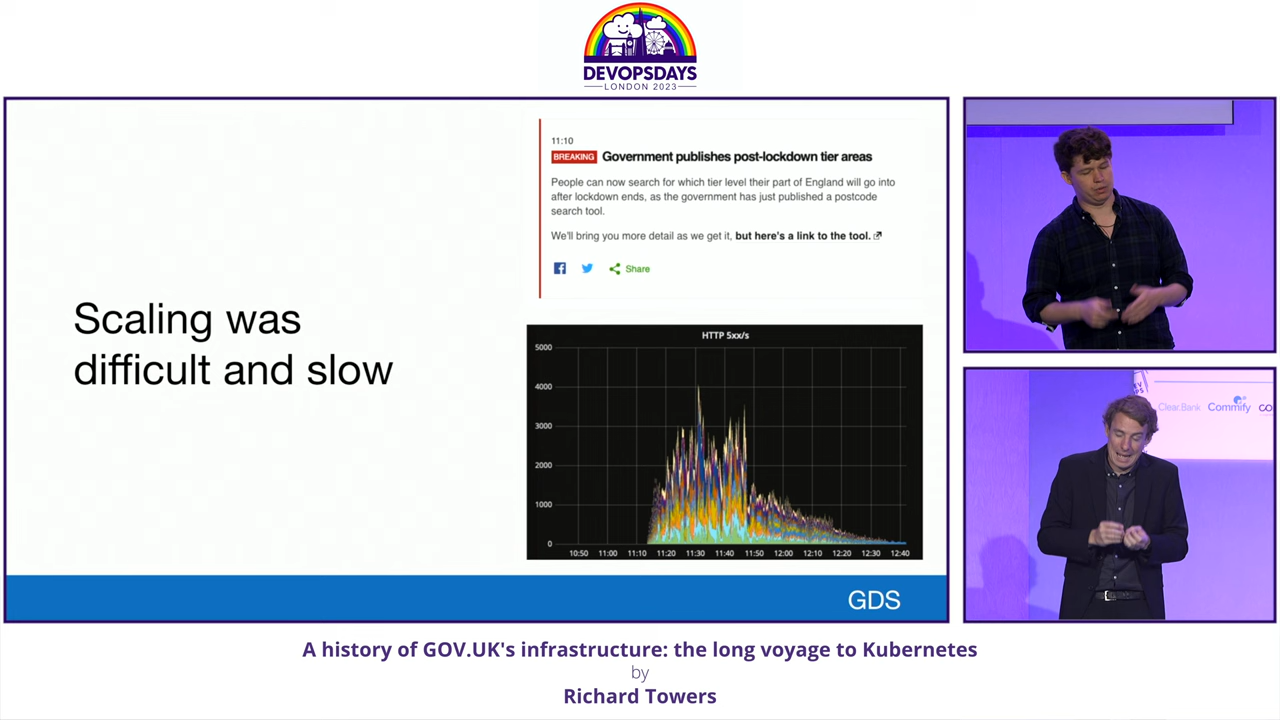 DEVOPSDAYS
LONDON 2023
Scaling was
difficult and slow
11:10
BREAKING Government publishes post-lockdown tier areas
People can now search for which tier level their part of England will go into
after lockdown ends, as the government has just published a postcode
search tool.
We'll bring you more detail as we get it, but here's a link to the tool.
Share
HTTP 5xx/s
5000
4000
3000
2000
1000
0
10:50 11:00 11:10 11:20 11:30 11:40 11:50 12:00 12:10 12:20 12:30 12:40
GDS
Clear.Bank Commify CO
A history of GOV.UK's infrastructure: the long voyage to Kubernetes
by
Richard Towers